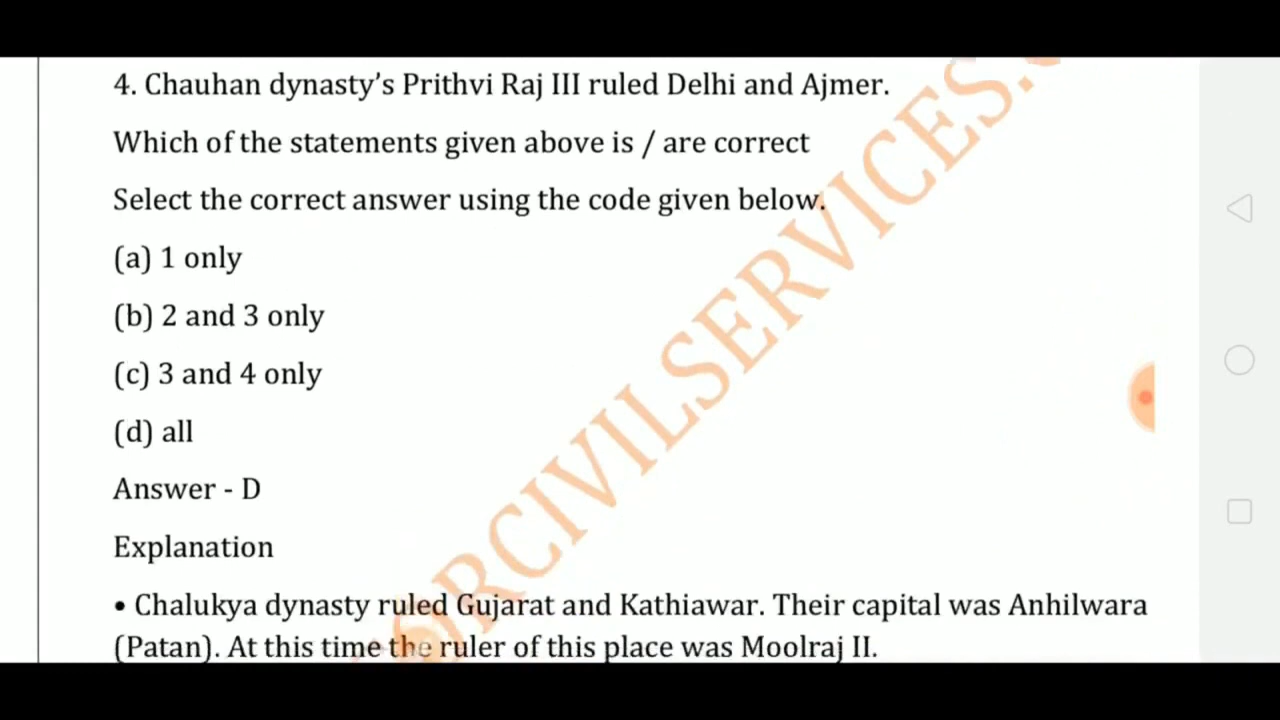 4. Chauhan dynasty’s Prithvi Raj III ruled Delhi and Ajmer.
Which of the statements given above is / are correct
Select the correct answer using the code given below.
(a) 1 only
(b) 2 and 3 only
(c) 3 and 4 only
(d) all
Answer - D
Explanation
• Chalukya dynasty ruled Gujarat and Kathiawar. Their capital was Anhilwara
(Patan). At this time the ruler of this place was Moolraj II.
RCIVILSERVICES.